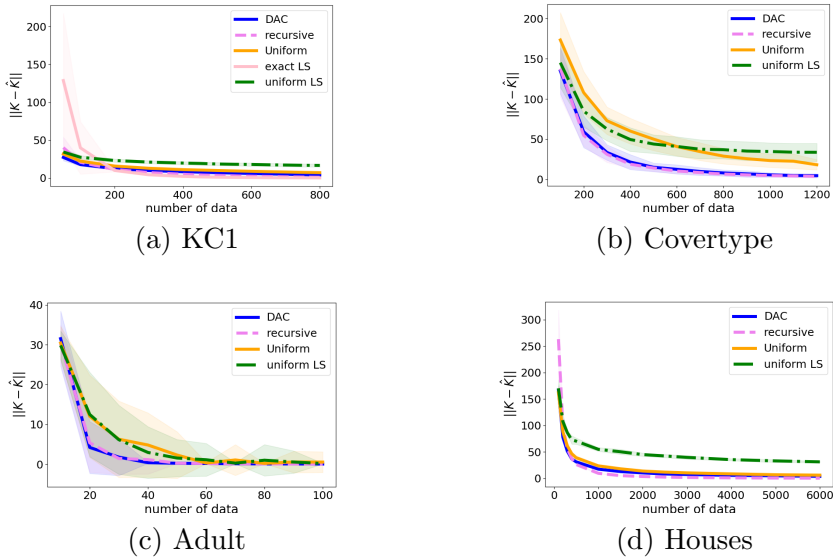 200
150
100
50
0
||K − K̂||
DAC
recursive
Uniform
exact LS
uniform LS
200 400 600 800
number of data
(a) KC1
200
150
100
50
0
||K − K̂||
DAC
recursive
Uniform
uniform LS
200 400 600 800 1000 1200
number of data
(b) Covertype
40
30
20
10
0
||K − K̂||
DAC
recursive
Uniform
uniform LS
20 40 60 80 100
number of data
(c) Adult
300
250
200
150
100
50
0
||K − K̂||
DAC
recursive
Uniform
uniform LS
0 1000 2000 3000 4000 5000 6000
number of data
(d) Houses